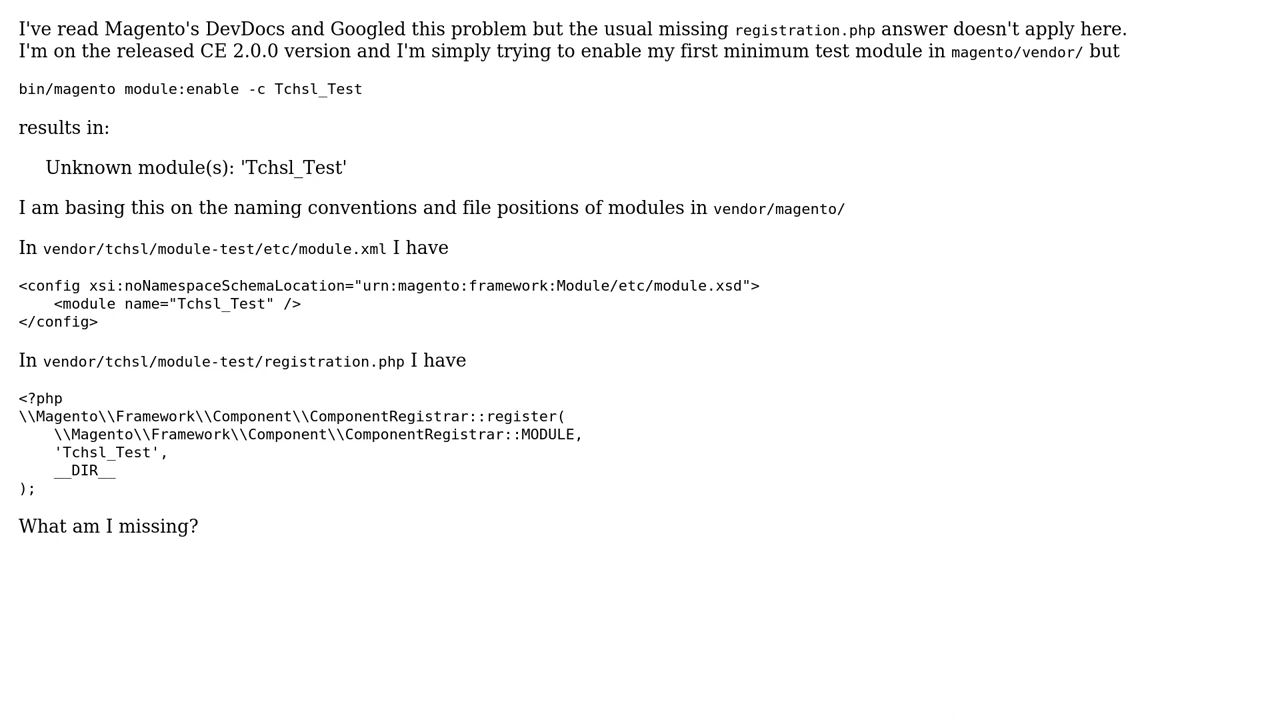 I've read Magento's DevDocs and Googled this problem but the usual missing registration.php answer doesn't apply here.
I'm on the released CE 2.0.0 version and I'm simply trying to enable my first minimum test module in magento/vendor/ but
bin/magento module:enable -c Tchsl_Test
results in:
Unknown module(s): 'Tchsl_Test'
I am basing this on the naming conventions and file positions of modules in vendor/magento/
In vendor/tchsl/module-test/etc/module.xml I have
<config xsi:noNamespaceSchemaLocation="urn:magento:framework:Module/etc/module.xsd">
    <module name="Tchsl_Test" />
</config>
In vendor/tchsl/module-test/registration.php I have
<?php
\\Magento\\Framework\\Component\\ComponentRegistrar::register(
    \\Magento\\Framework\\Component\\ComponentRegistrar::MODULE,
    'Tchsl_Test',
    __DIR__
);
What am I missing?